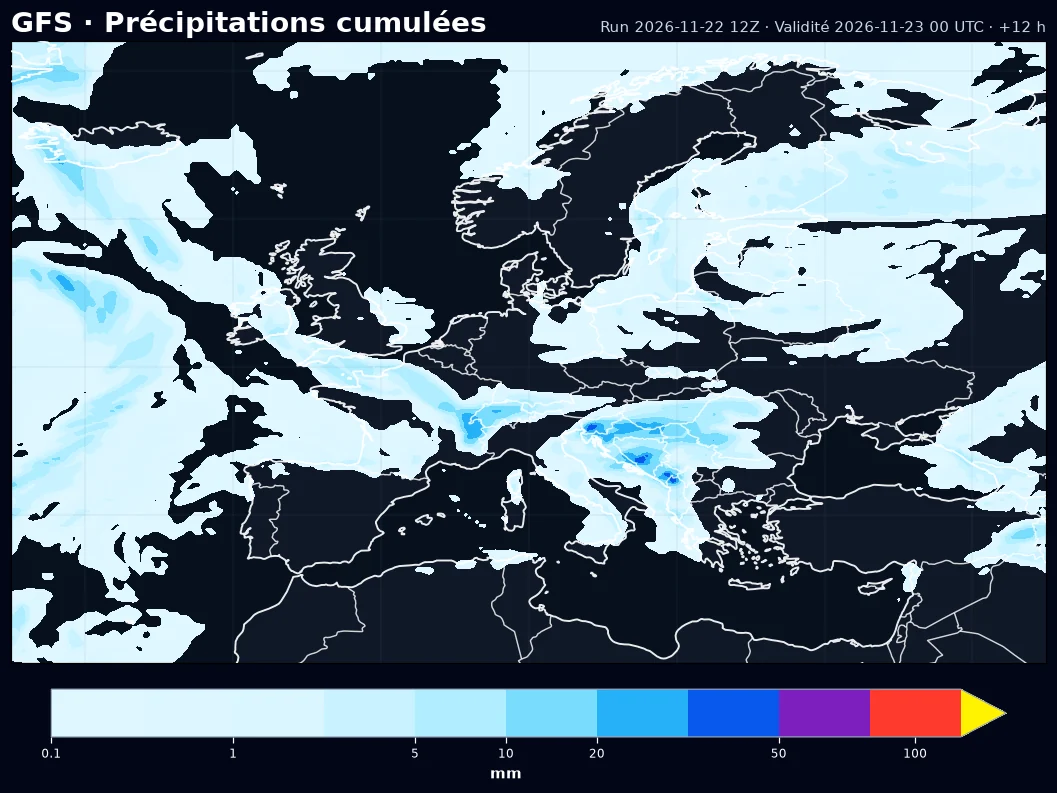 GFS · Précipitations cumulées
Run 2026-11-22 12Z · Validité 2026-11-23 00 UTC · +12 h
0.1 1 5 10 20 50 100
mm